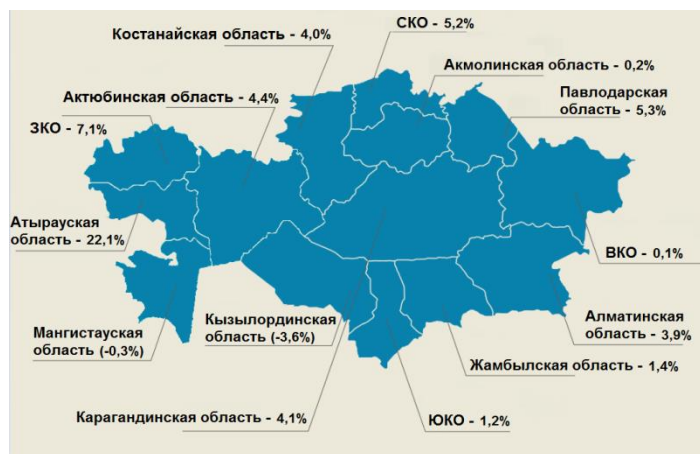 Костанайская область - 4,0%
СКО - 5,2%
Акмолинская область - 0,2%
Актюбинская область - 4,4%
Павлодарская
область - 5,3%
ЗКО - 7,1%
Атырауская
область - 22,1%
ВКО - 0,1%
Мангистауская
область (-0,3%)
Кызылординская
область (-3,6%)
Алматинская
область - 3,9%
Жамбылская область - 1,4%
Карагандинская область - 4,1%
ЮКО - 1,2%